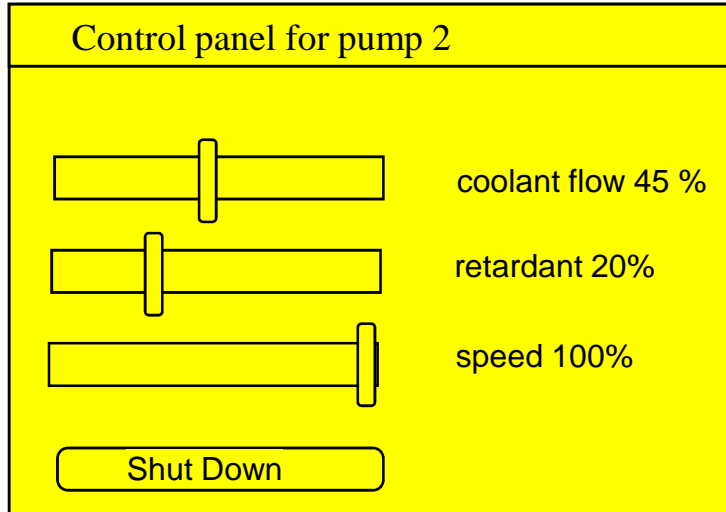 Control panel for pump 2
coolant flow 45 %
retardant 20%
speed 100%
Shut Down